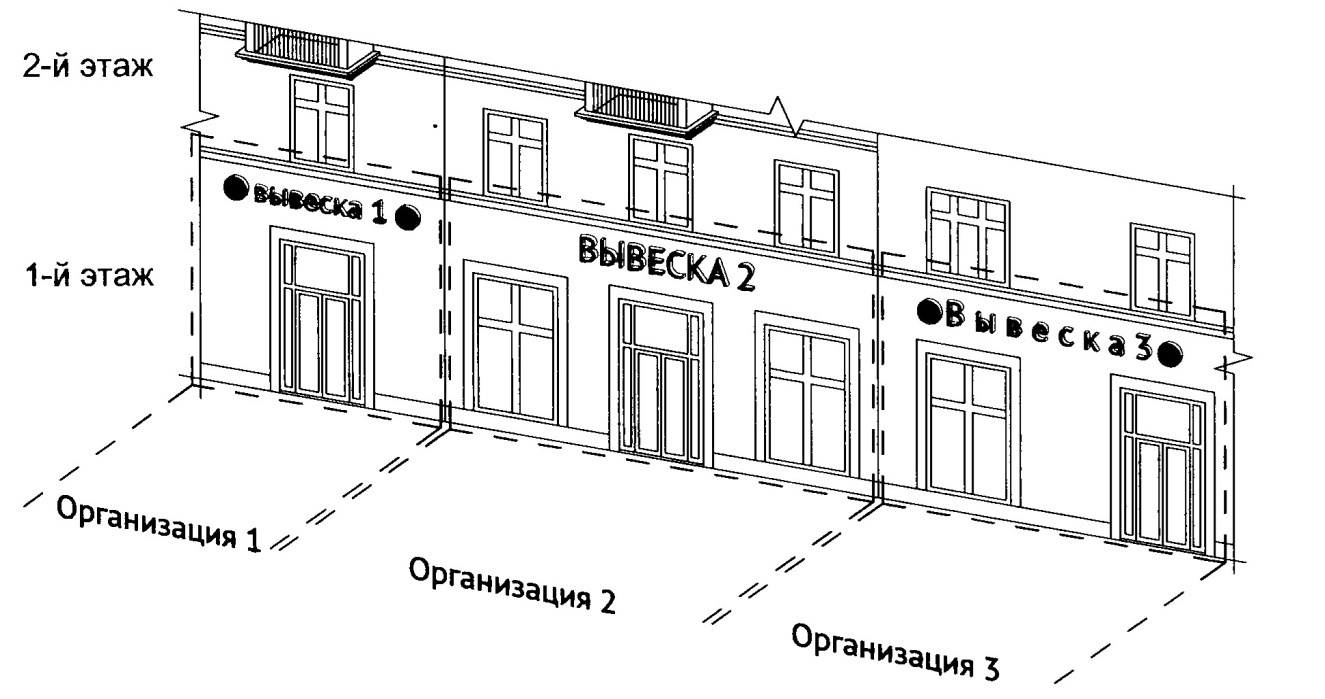 2-й этаж
вывеска 1
1-й этаж
ВЫВЕСКА 2
Вывеска 3
Организация 1
Организация 2
Организация 3